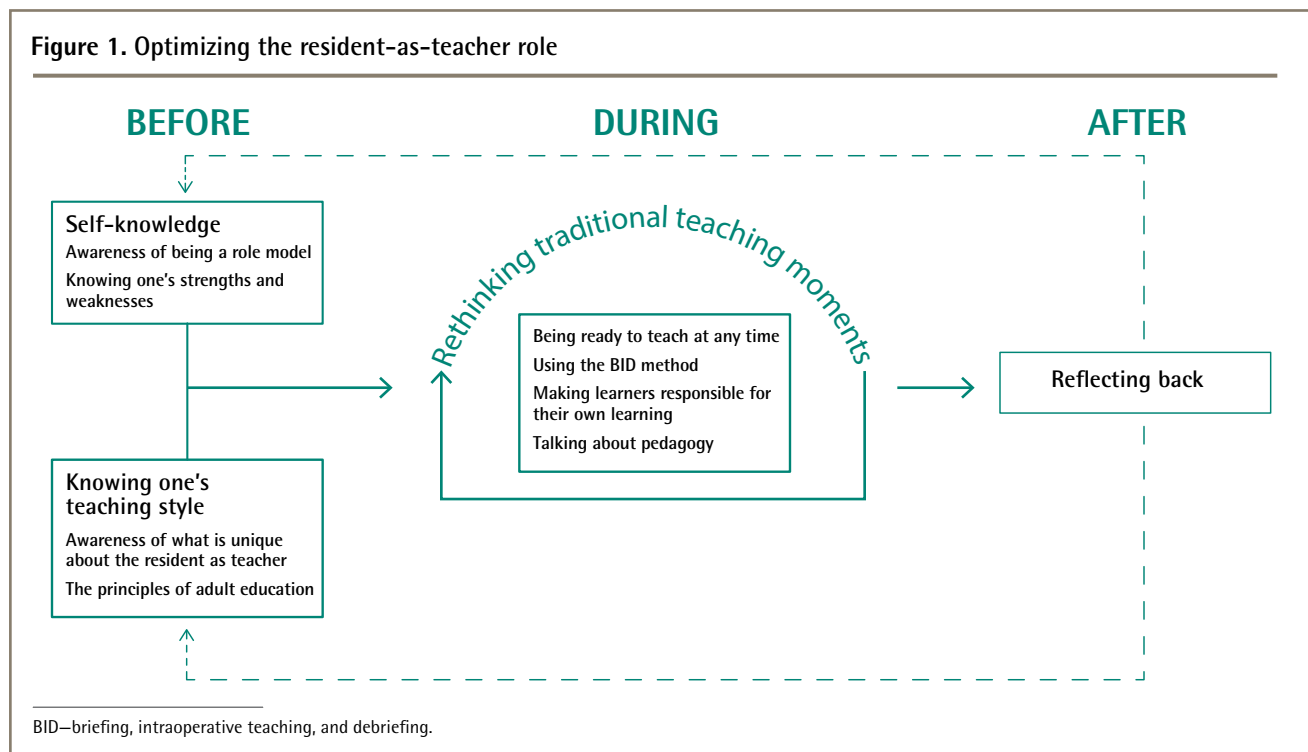 Figure 1. Optimizing the resident-as-teacher role
BEFORE
DURING
AFTER
Self-knowledge
Awareness of being a role model
Knowing one's strengths and
weaknesses
Knowing one's
teaching style
Awareness of what is unique
about the resident as teacher
The principles of adult education
Rethinking traditional teaching moments
Being ready to teach at any time
Using the BID method
Making learners responsible for
their own learning
Talking about pedagogy
Reflecting back
BID—briefing, intraoperative teaching, and debriefing.